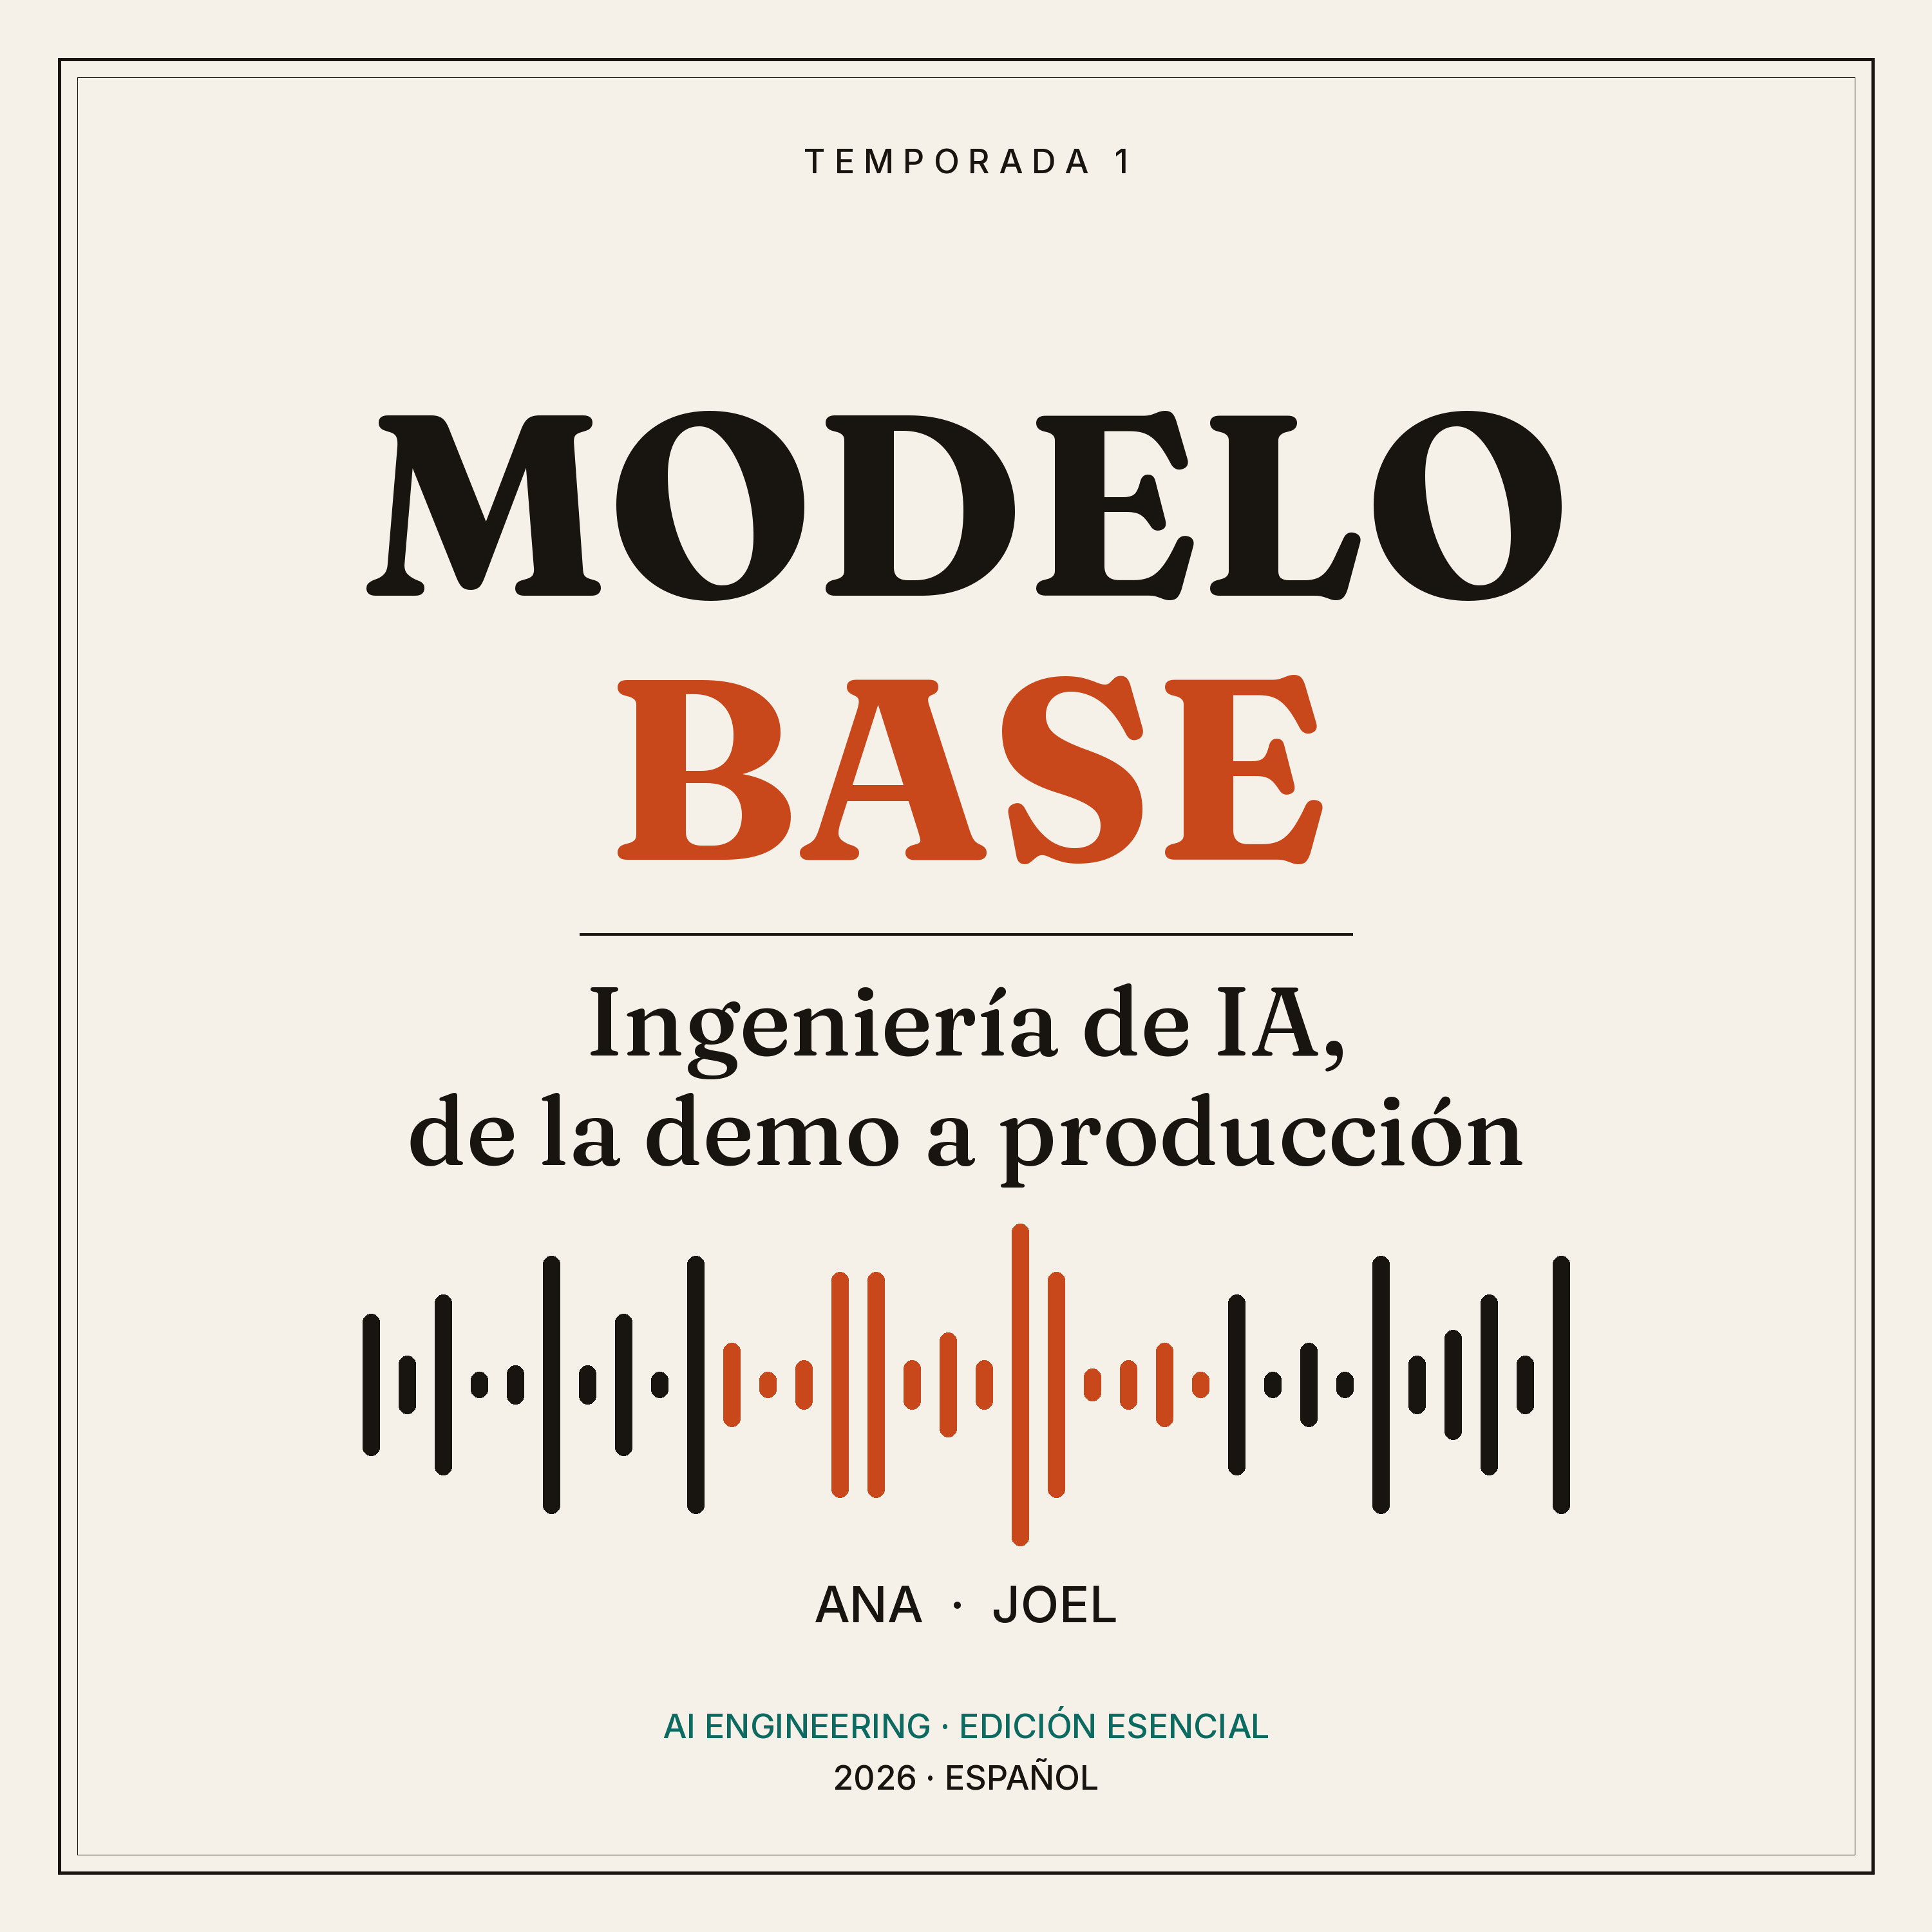 TEMPORADA 1
MODELO
BASE
Ingeniería de IA,
de la demo a producción
ANA · JOEL
AI ENGINEERING · EDICIÓN ESENCIAL
2026 · ESPAÑOL